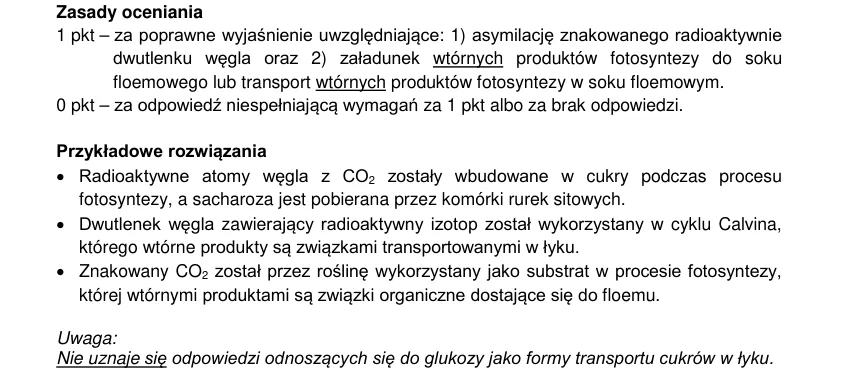 Zasady oceniania
1 pkt – za poprawne wyjaśnienie uwzględniające: 1) asymilację znakowanego radioaktywnie
dwutlenku węgla oraz 2) załadunek wtórnych produktów fotosyntezy do soku
floemowego lub transport wtórnych produktów fotosyntezy w soku floemowym.
0 pkt – za odpowiedź niespełniającą wymagań za 1 pkt albo za brak odpowiedzi.
Przykładowe rozwiązania
• Radioaktywne atomy węgla z CO₂ zostały wbudowane w cukry podczas procesu
fotosyntezy, a sacharoza jest pobierana przez komórki rurek sitowych.
• Dwutlenek węgla zawierający radioaktywny izotop został wykorzystany w cyklu Calvina,
którego wtórne produkty są związkami transportowanymi w łyku.
• Znakowany CO₂ został przez roślinę wykorzystany jako substrat w procesie fotosyntezy,
której wtórnymi produktami są związki organiczne dostające się do floemu.
Uwaga:
Nie uznaje się odpowiedzi odnoszących się do glukozy jako formy transportu cukrów w łyku.